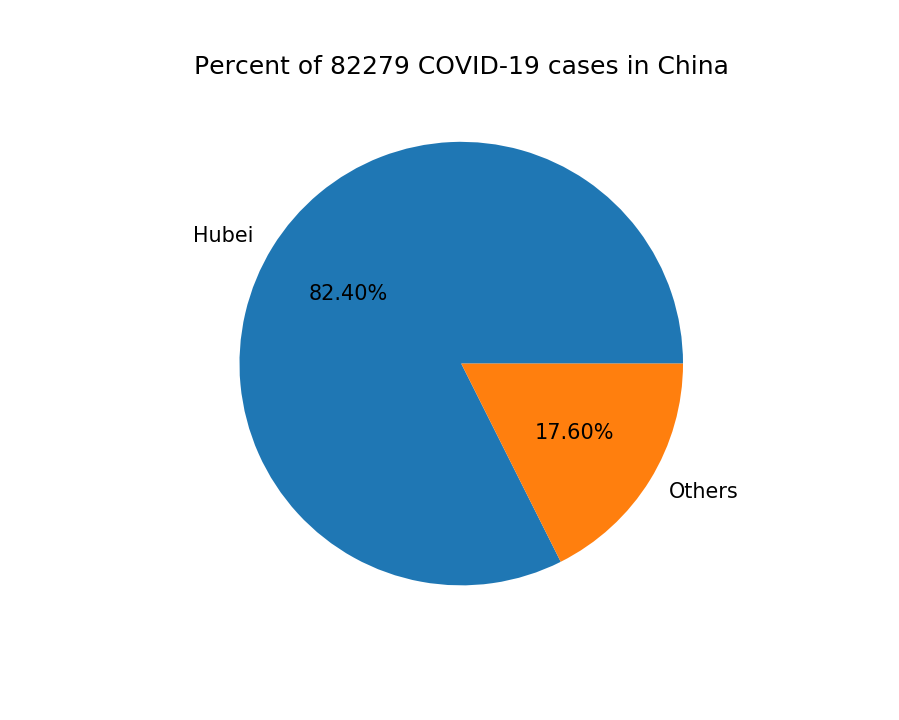 Percent of 82279 COVID-19 cases in China
Hubei
82.40%
17.60%
Others